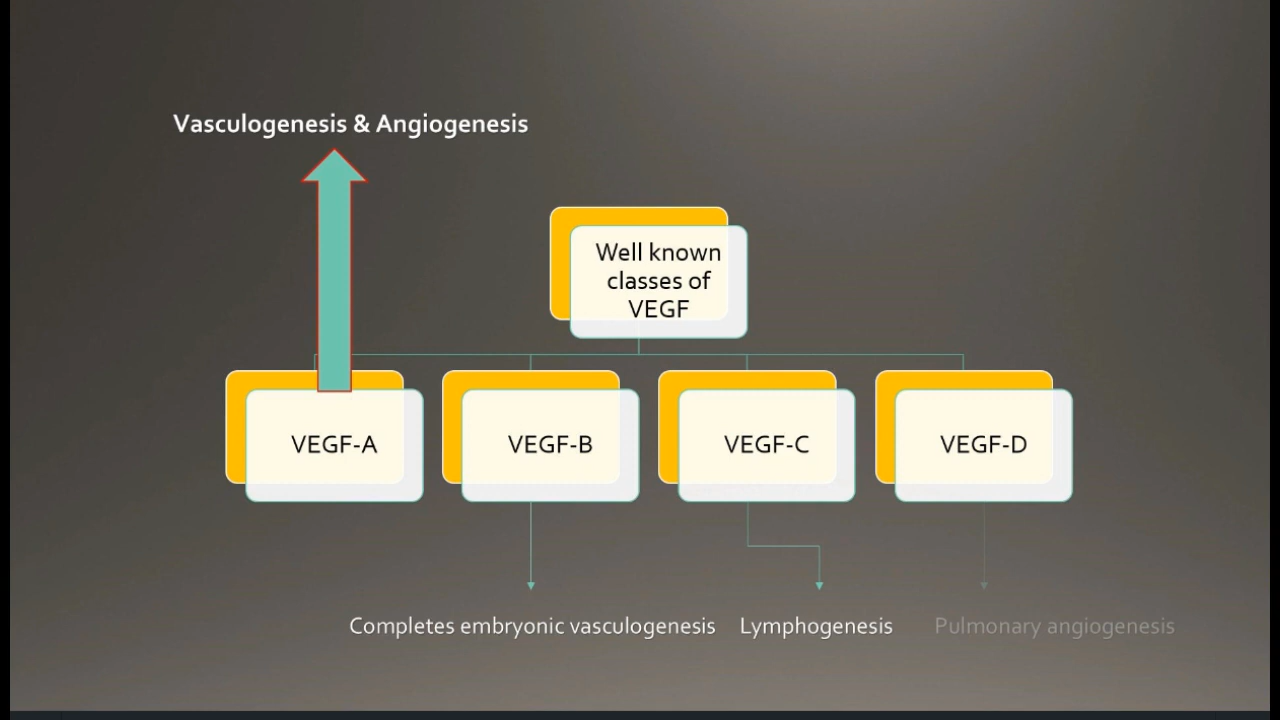 Vasculogenesis & Angiogenesis
Well known
classes of
VEGF
VEGF-A
VEGF-B
VEGF-C
VEGF-D
Completes embryonic vasculogenesis
Lymphogenesis
Pulmonary angiogenesis